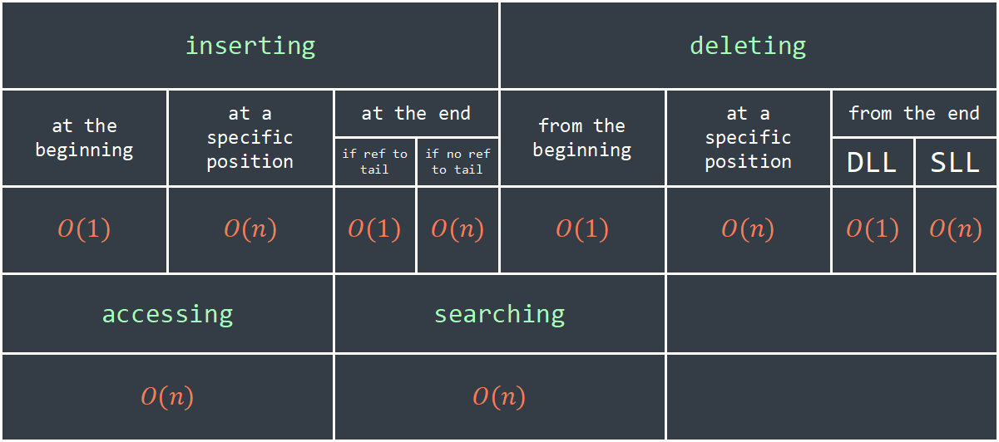 inserting
deleting
at the
beginning
at a
specific
position
at the end
if ref to
tail
if no ref
to tail
from the
beginning
at a
specific
position
from the end
DLL
SLL
O(1)
O(n)
O(1)
O(n)
O(1)
O(n)
O(1)
O(n)
accessing
searching
O(n)
O(n)